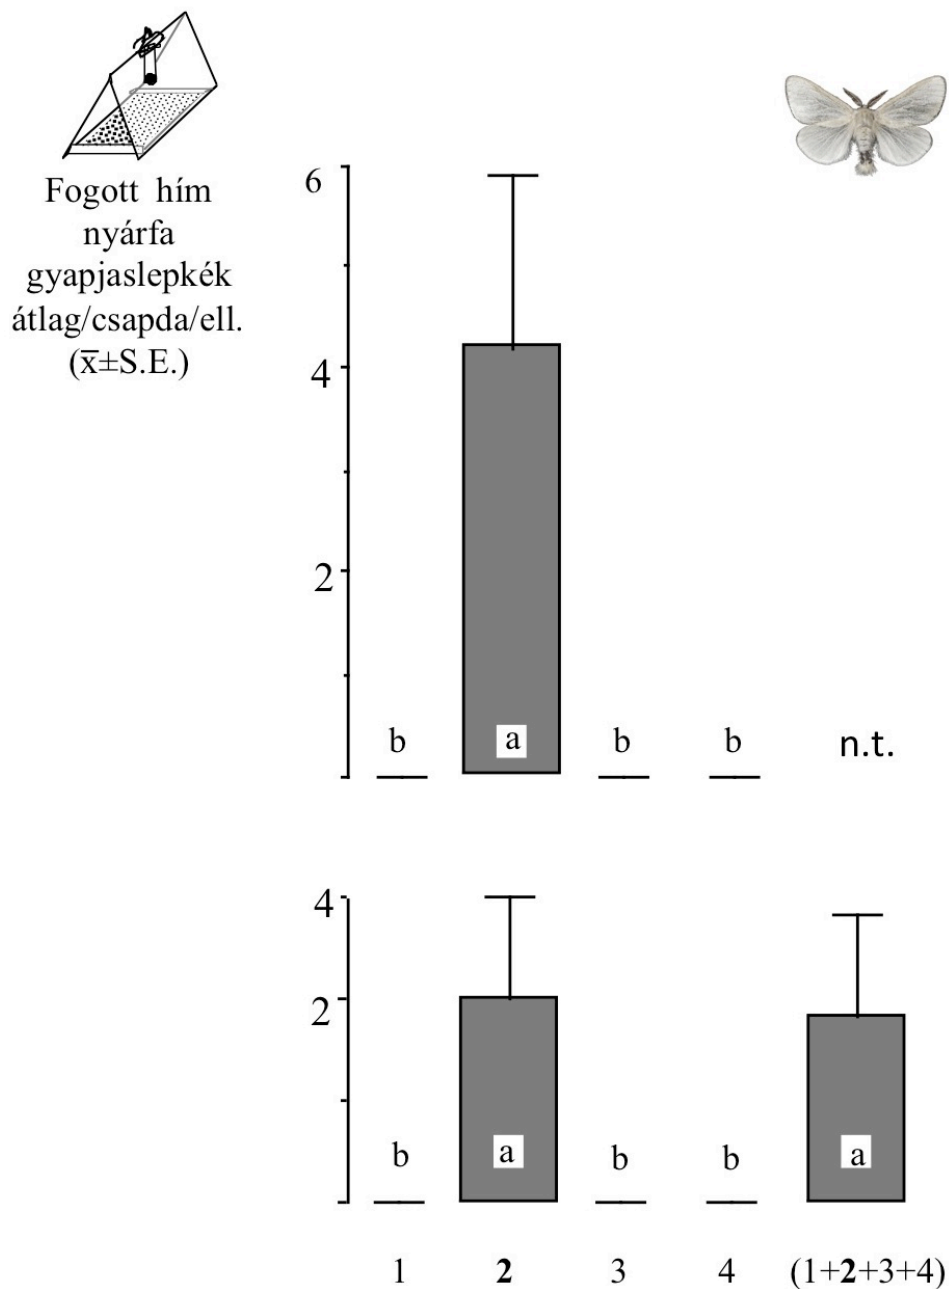 Fogott hím
nyárfa
gyapjaslepkék
átlag/csapda/ell.
(x̅±S.E.)
6
4
2
b a b b n.t.
4
2
b a b b a
1 2 3 4 (1+2+3+4)